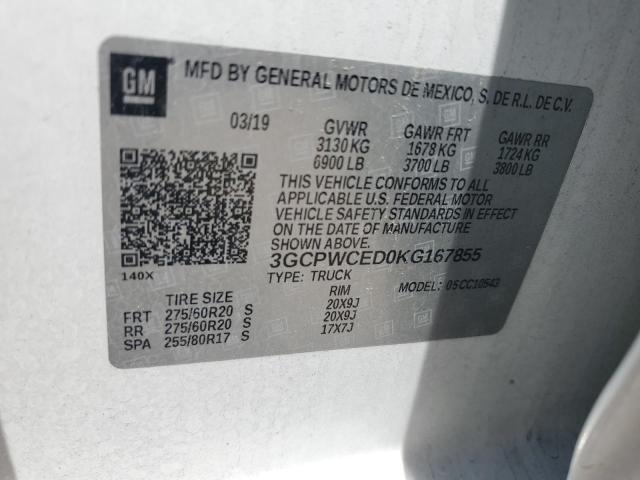 GM
MFD BY GENERAL MOTORS DE MEXICO, S. DE R.L. DE C.V.
03/19 GVWR GAWR FRT GAWR RR
3130 KG 1678 KG 1724 KG
6900 LB 3700 LB 3800 LB
THIS VEHICLE CONFORMS TO ALL
APPLICABLE U.S. FEDERAL MOTOR
VEHICLE SAFETY STANDARDS IN EFFECT
ON THE DATE OF MANUFACTURE
SHOWN ABOVE.
3GCPWCED0KG167855
140X TYPE: TRUCK MODEL: 05CC10543
TIRE SIZE RIM
FRT 275/60R20 S 20X9J
RR 275/60R20 S 20X9J
SPA 255/80R17 S 17X7J